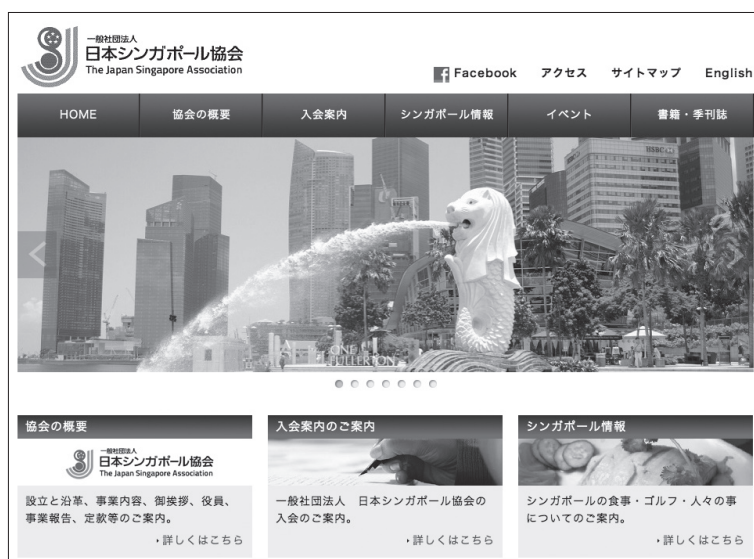 一般社団法人
日本シンガポール協会
The Japan Singapore Association
Facebook アクセス サイトマップ English
HOME 協会の概要 入会案内 シンガポール情報 イベント 書籍・季刊誌
HSBC
ONE
FULLERTON
協会の概要
一般社団法人
日本シンガポール協会
The Japan Singapore Association
設立と沿革、事業内容、御挨拶、役員、
事業報告、定款等のご案内。
詳しくはこちら
入会案内のご案内
一般社団法人 日本シンガポール協会の
入会のご案内。
詳しくはこちら
シンガポール情報
シンガポールの食事・ゴルフ・人々の事
についてのご案内。
詳しくはこちら